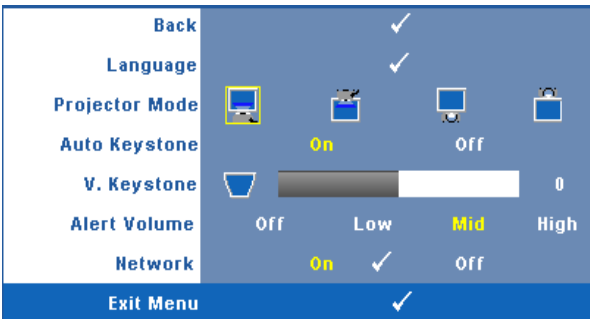 Back
Language
Projector Mode
Auto Keystone On Off
V. Keystone 0
Alert Volume Off Low Mid High
Network On Off
Exit Menu